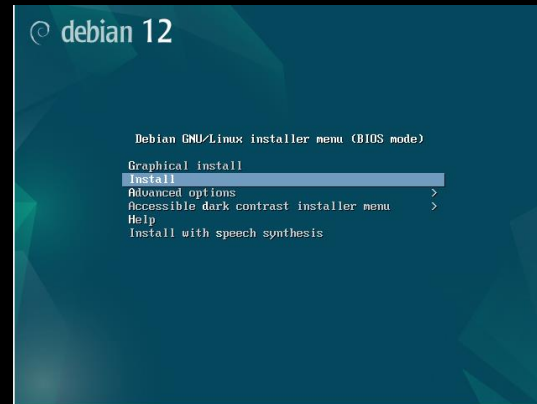 debian 12
Debian GNU/Linux installer menu (BIOS mode)
Graphical install
Install
Advanced options >
Accessible dark contrast installer menu >
Help
Install with speech synthesis